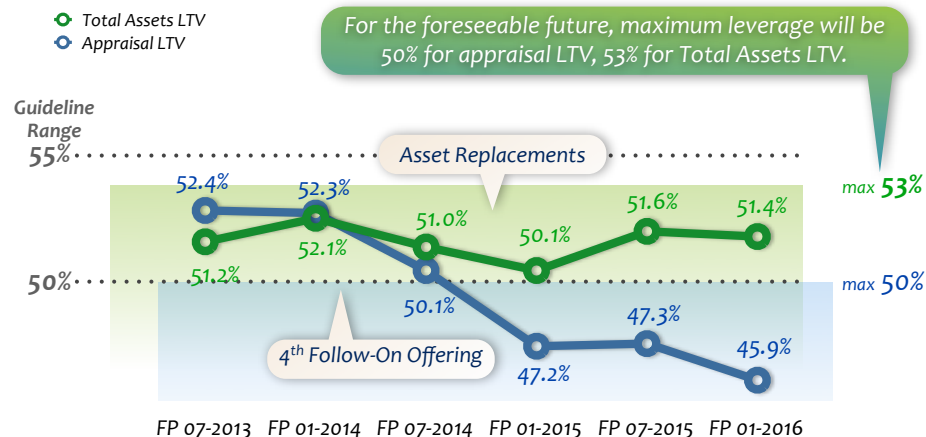 Total Assets LTV
Appraisal LTV
For the foreseeable future, maximum leverage will be
50% for appraisal LTV, 53% for Total Assets LTV.
Guideline
Range
55%
Asset Replacements
52.4%
52.3%
51.0%
50.1%
51.6%
51.4%
max 53%
51.2%
52.1%
50%
50.1%
max 50%
47.3%
45.9%
4th Follow-On Offering
47.2%
FP 07-2013 FP 01-2014 FP 07-2014 FP 01-2015 FP 07-2015 FP 01-2016